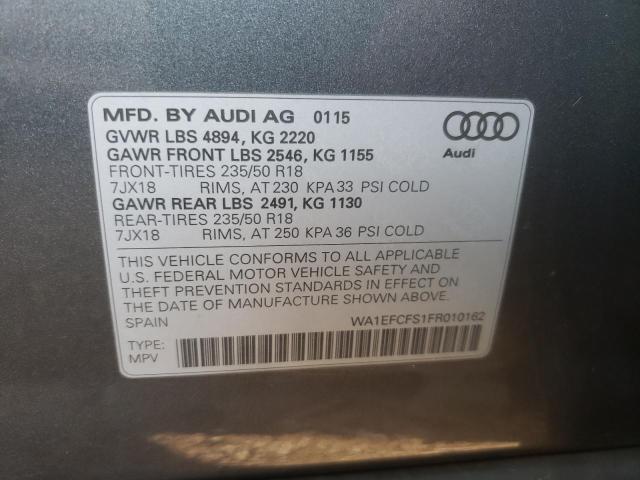 MFD. BY AUDI AG 0115
GVWR LBS 4894, KG 2220
GAWR FRONT LBS 2546, KG 1155
FRONT-TIRES 235/50 R18
7JX18 RIMS, AT 230 KPA 33 PSI COLD
GAWR REAR LBS 2491, KG 1130
REAR-TIRES 235/50 R18
7JX18 RIMS, AT 250 KPA 36 PSI COLD
Audi
THIS VEHICLE CONFORMS TO ALL APPLICABLE
U.S. FEDERAL MOTOR VEHICLE SAFETY AND
THEFT PREVENTION STANDARDS IN EFFECT ON
THE DATE OF MANUFACTURE SHOWN ABOVE.
SPAIN WA1EFCFS1FR010162
TYPE:
MPV